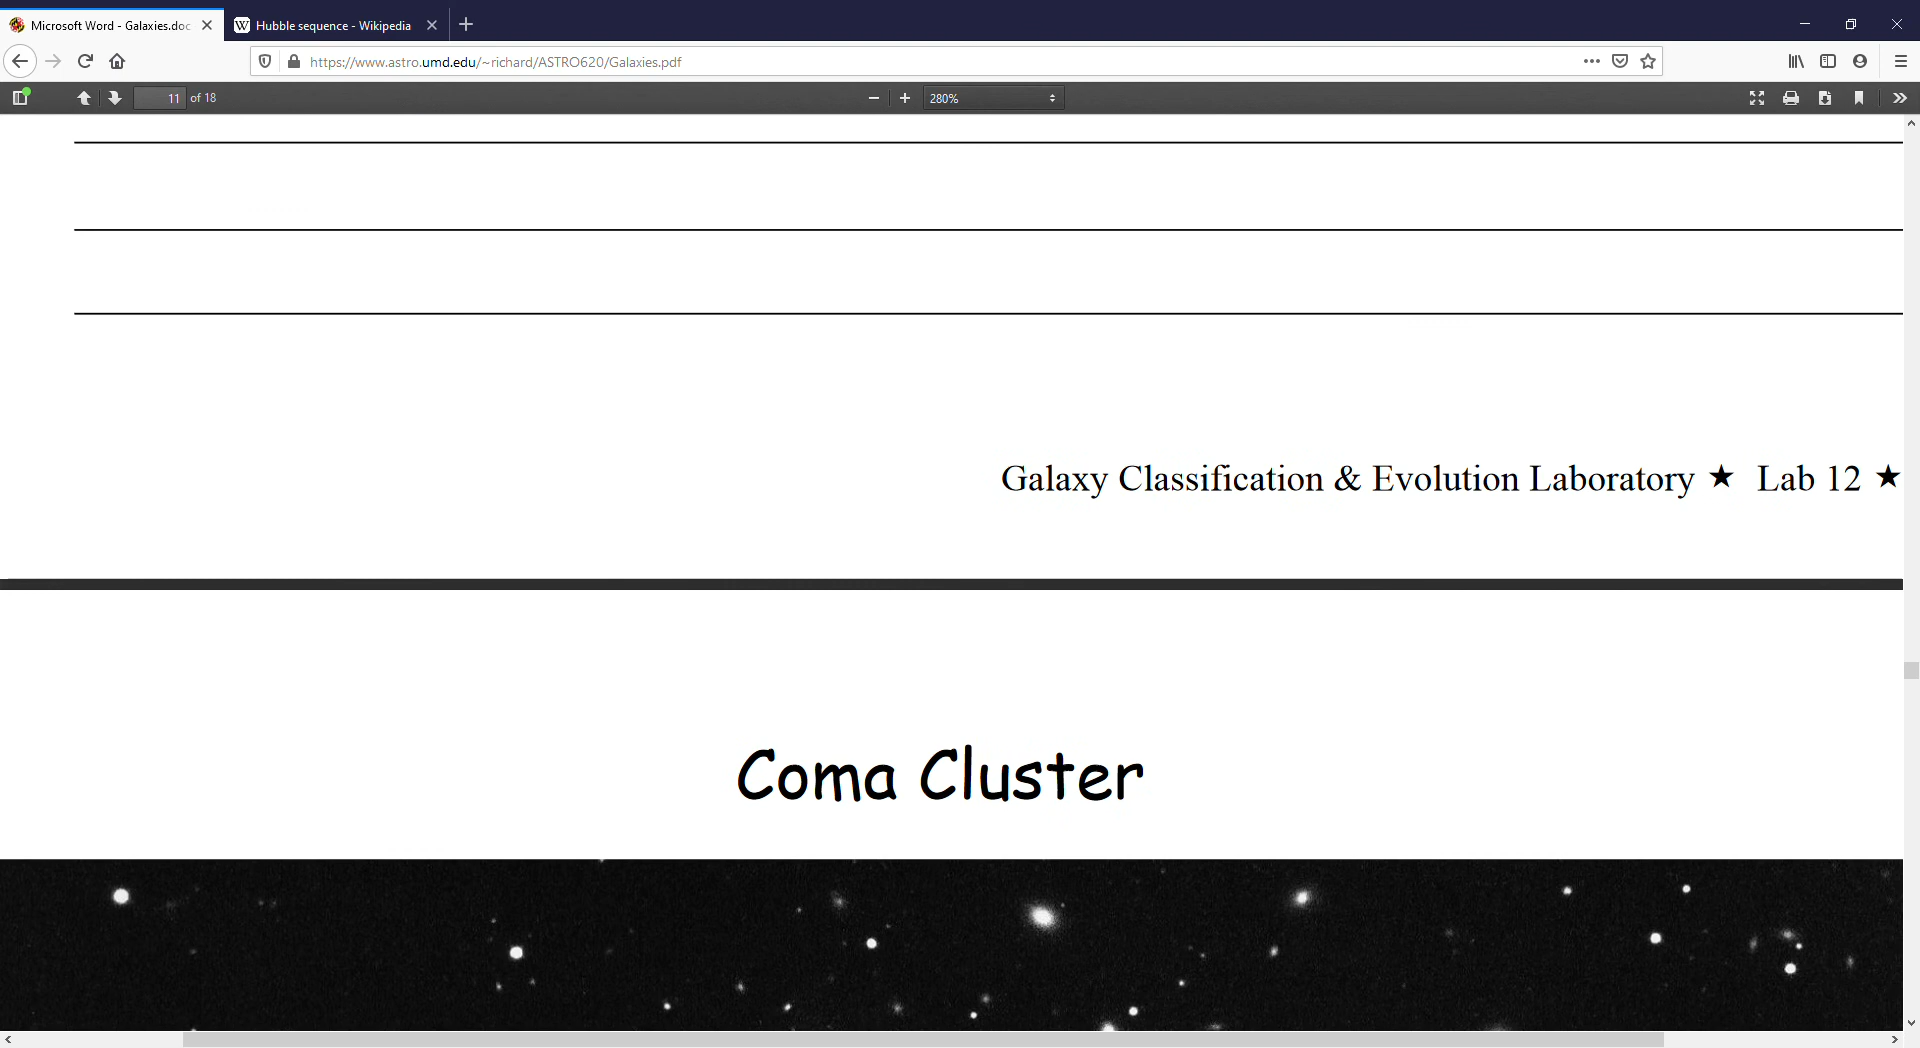 Microsoft Word - Galaxies.doc
Hubble sequence - Wikipedia
https://www.astro.umd.edu/~richard/ASTRO620/Galaxies.pdf
11 of 18
280%
Galaxy Classification & Evolution Laboratory ★ Lab 12 ★
Coma Cluster